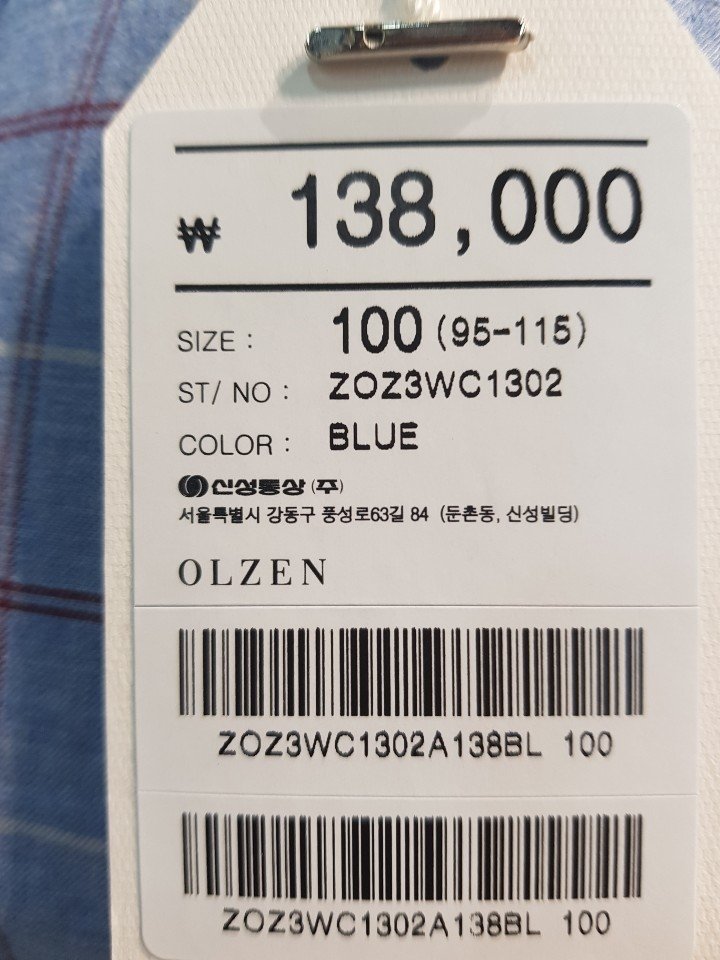 ₩ 138,000
SIZE : 100 (95-115)
ST/ NO : ZOZ3WC1302
COLOR : BLUE
신성통상 (주)
서울특별시 강동구 풍성로63길 84 (둔촌동, 신성빌딩)
OLZEN
ZOZ3WC1302A138BL 100
ZOZ3WC1302A138BL 100